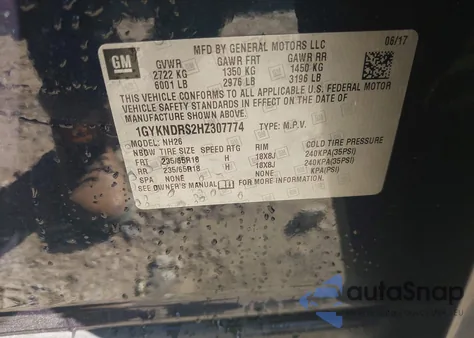 GM
MFD BY GENERAL MOTORS LLC 06/17
GVWR GAWR FRT GAWR RR
2722 KG 1350 KG 1450 KG
6001 LB 2976 LB 3196 LB
THIS VEHICLE CONFORMS TO ALL APPLICABLE U.S. FEDERAL MOTOR
VEHICLE SAFETY STANDARDS IN EFFECT ON THE DATE OF
MANUFACTURE SHOWN ABOVE.
1GYKNDRS2HZ307774 TYPE: M.P.V.
MODEL: NH26
TIRE SIZE SPEED RTG RIM COLD TIRE PRESSURE
FRT 235/65R18 H 18X8J 240KPA(35PSI)
RR 235/65R18 H 18X8J 240KPA(35PSI)
SPA NONE NONE KPA(PSI)
SEE OWNER'S MANUAL FOR MORE INFORMATION.
autoSnap